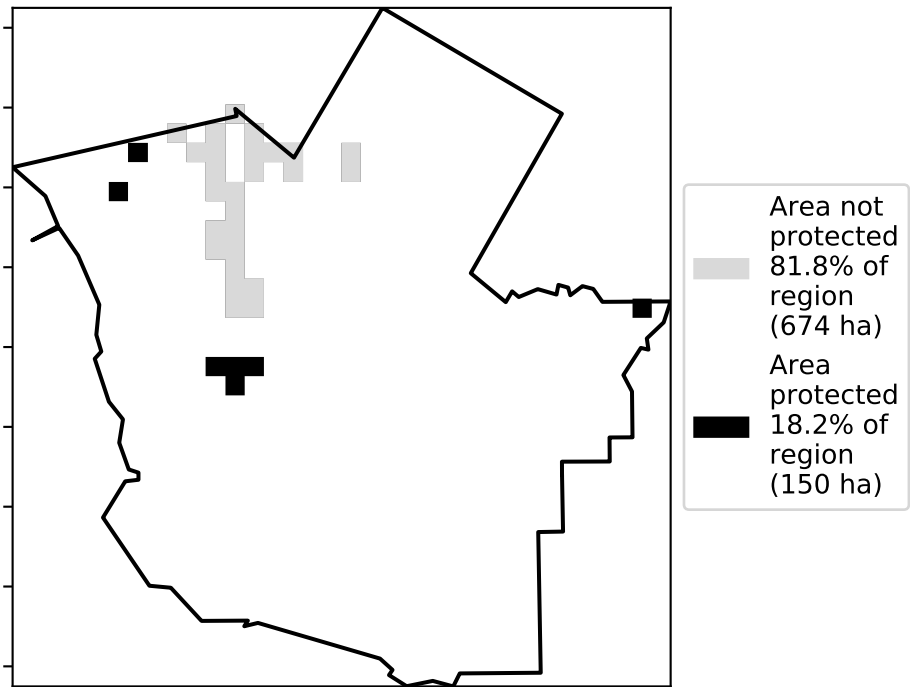 Area not
protected
81.8% of
region
(674 ha)
Area
protected
18.2% of
region
(150 ha)